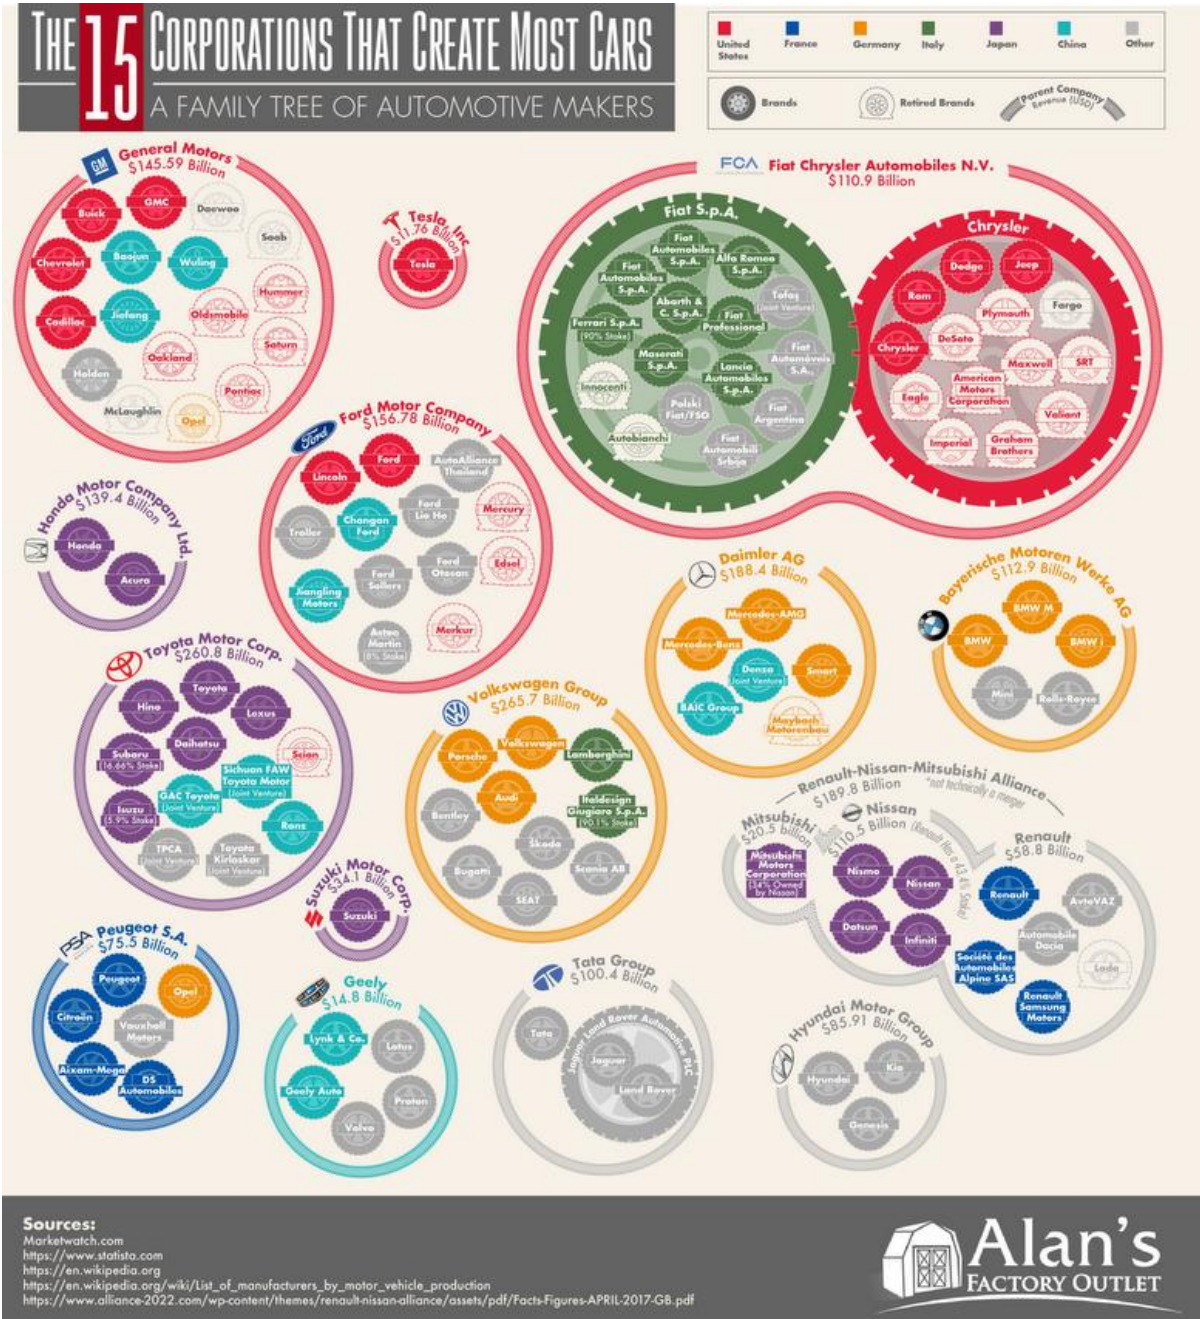 THE 15 CORPORATIONS THAT CREATE MOST CARS
A FAMILY TREE OF AUTOMOTIVE MAKERS
United
States
France
Germany
Italy
Japan
China
Other
Brands
Retired Brands
Parent Company
Revenue (USD)
GM
General Motors
$145.59 Billion
Buick
GMC
Daewoo
Saab
Chevrolet
Baojun
Wuling
Hummer
Cadillac
Jiefang
Oldsmobile
Saturn
Oakland
Holden
Pontiac
McLaughlin
Opel
Tesla, Inc
$11.76 Billion
Tesla
FCA
Fiat Chrysler Automobiles N.V.
$110.9 Billion
Fiat S.p.A.
Fiat
Automobiles
S.p.A.
Alfa Romeo
S.p.A.
Fiat
Automobiles
S.p.A.
Tofaş
(Joint Venture)
Abarth &
C. S.p.A.
Fiat
Professional
Ferrari S.p.A.
(90% Stake)
Maserati
S.p.A.
Fiat
Automóveis
S.A.
Lancia
Automobiles
S.p.A.
Innocenti
Polski
Fiat/FSO
Fiat
Argentina
Autobianchi
Fiat
Automobili
Srbija
Chrysler
Dodge
Jeep
Ram
Plymouth
Fargo
Chrysler
DeSoto
Maxwell
SRT
American
Motors
Corporation
Eagle
Valiant
Imperial
Graham
Brothers
Ford
Ford Motor Company
$156.78 Billion
Ford
Lincoln
AutoAlliance
Thailand
Ford
Lio Ho
Mercury
Troller
Changan
Ford
Ford
Otosan
Edsel
Ford
Sollers
Jiangling
Motors
Aston
Martin
(8% Stake)
Merkur
Honda Motor Company Ltd.
$139.4 Billion
Honda
Acura
Daimler AG
$188.4 Billion
Mercedes-AMG
Mercedes-Benz
Denza
(Joint Venture)
Smart
BAIC Group
Maybach
Motorenbau
Bayerische Motoren Werke AG
$112.9 Billion
BMW M
BMW
BMW i
Mini
Rolls-Royce
Toyota Motor Corp.
$260.8 Billion
Toyota
Hino
Lexus
Daihatsu
Subaru
(16.66% Stake)
Scion
Sichuan FAW
Toyota Motor
(Joint Venture)
GAC Toyota
(Joint Venture)
Isuzu
(5.9% Stake)
Ranz
TPCA
(Joint Venture)
Toyota
Kirloskar
(Joint Venture)
Volkswagen Group
$265.7 Billion
Porsche
Volkswagen
Lamborghini
Audi
Italdesign
Giugiaro S.p.A.
(90.1% Stake)
Bentley
Skoda
Bugatti
Scania AB
SEAT
Renault-Nissan-Mitsubishi Alliance
$189.8 Billion
*not technically a merger
Mitsubishi
$20.5 billion
Mitsubishi
Motors
Corporation
(34% Owned
by Nissan)
Nissan
$110.5 Billion (Renault Has a 43.4% Stake)
Nismo
Nissan
Datsun
Infiniti
Renault
$58.8 Billion
Renault
AvtoVAZ
Automobile
Dacia
Société des
Automobiles
Alpine SAS
Lada
Renault
Samsung
Motors
Suzuki Motor Corp.
$34.1 Billion
Suzuki
PSA
Peugeot S.A.
$75.5 Billion
Peugeot
Opel
Citroën
Vauxhall
Motors
Aixam-Mega
DS
Automobiles
Geely
$14.8 Billion
Lynk & Co.
Lotus
Geely Auto
Proton
Volvo
Tata Group
$100.4 Billion
Tata
Jaguar Land Rover Automotive PLC
Jaguar
Land Rover
Hyundai Motor Group
$85.91 Billion
Hyundai
Kia
Genesis
Sources:
Marketwatch.com
https://www.statista.com
https://en.wikipedia.org
https://en.wikipedia.org/wiki/List_of_manufacturers_by_motor_vehicle_production
https://www.alliance-2022.com/wp-content/themes/renault-nissan-alliance/assets/pdf/Facts-Figures-APRIL-2017-GB.pdf
Alan's
FACTORY OUTLET